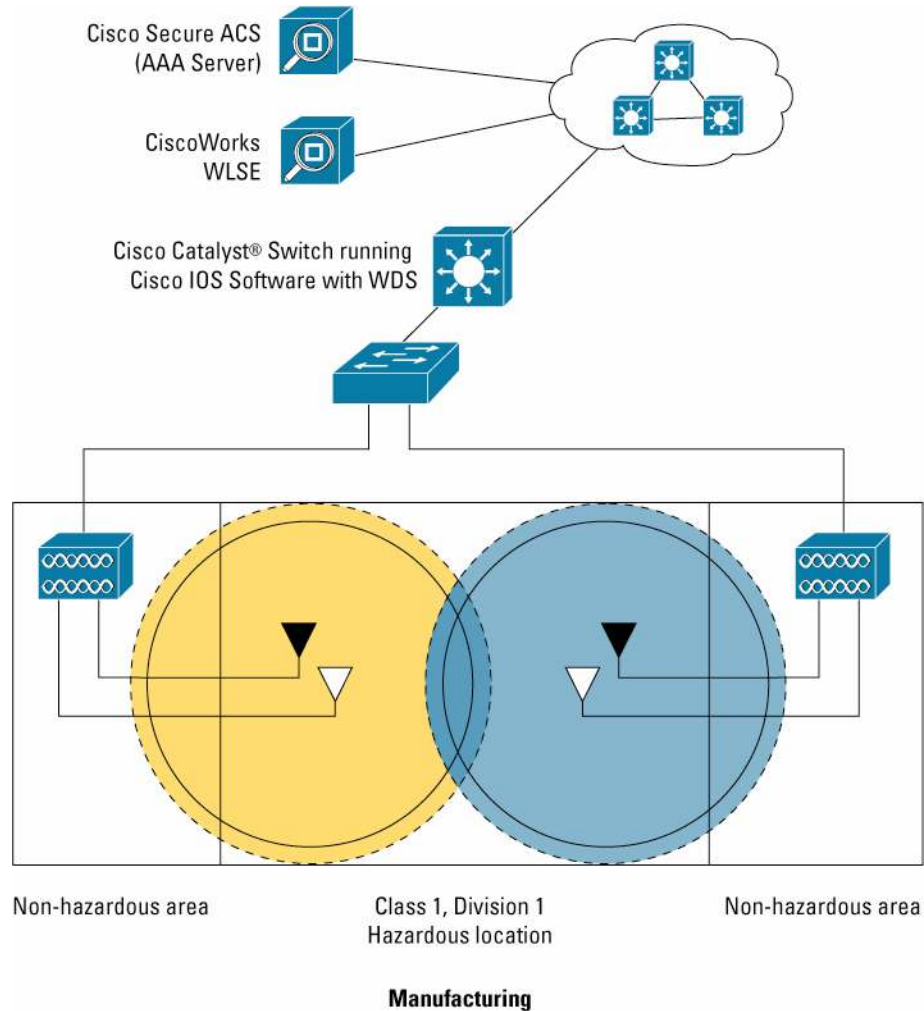 Cisco Secure ACS
(AAA Server)
CiscoWorks
WLSE
Cisco Catalyst® Switch running
Cisco IOS Software with WDS
Non-hazardous area
Class 1, Division 1
Hazardous location
Non-hazardous area
Manufacturing